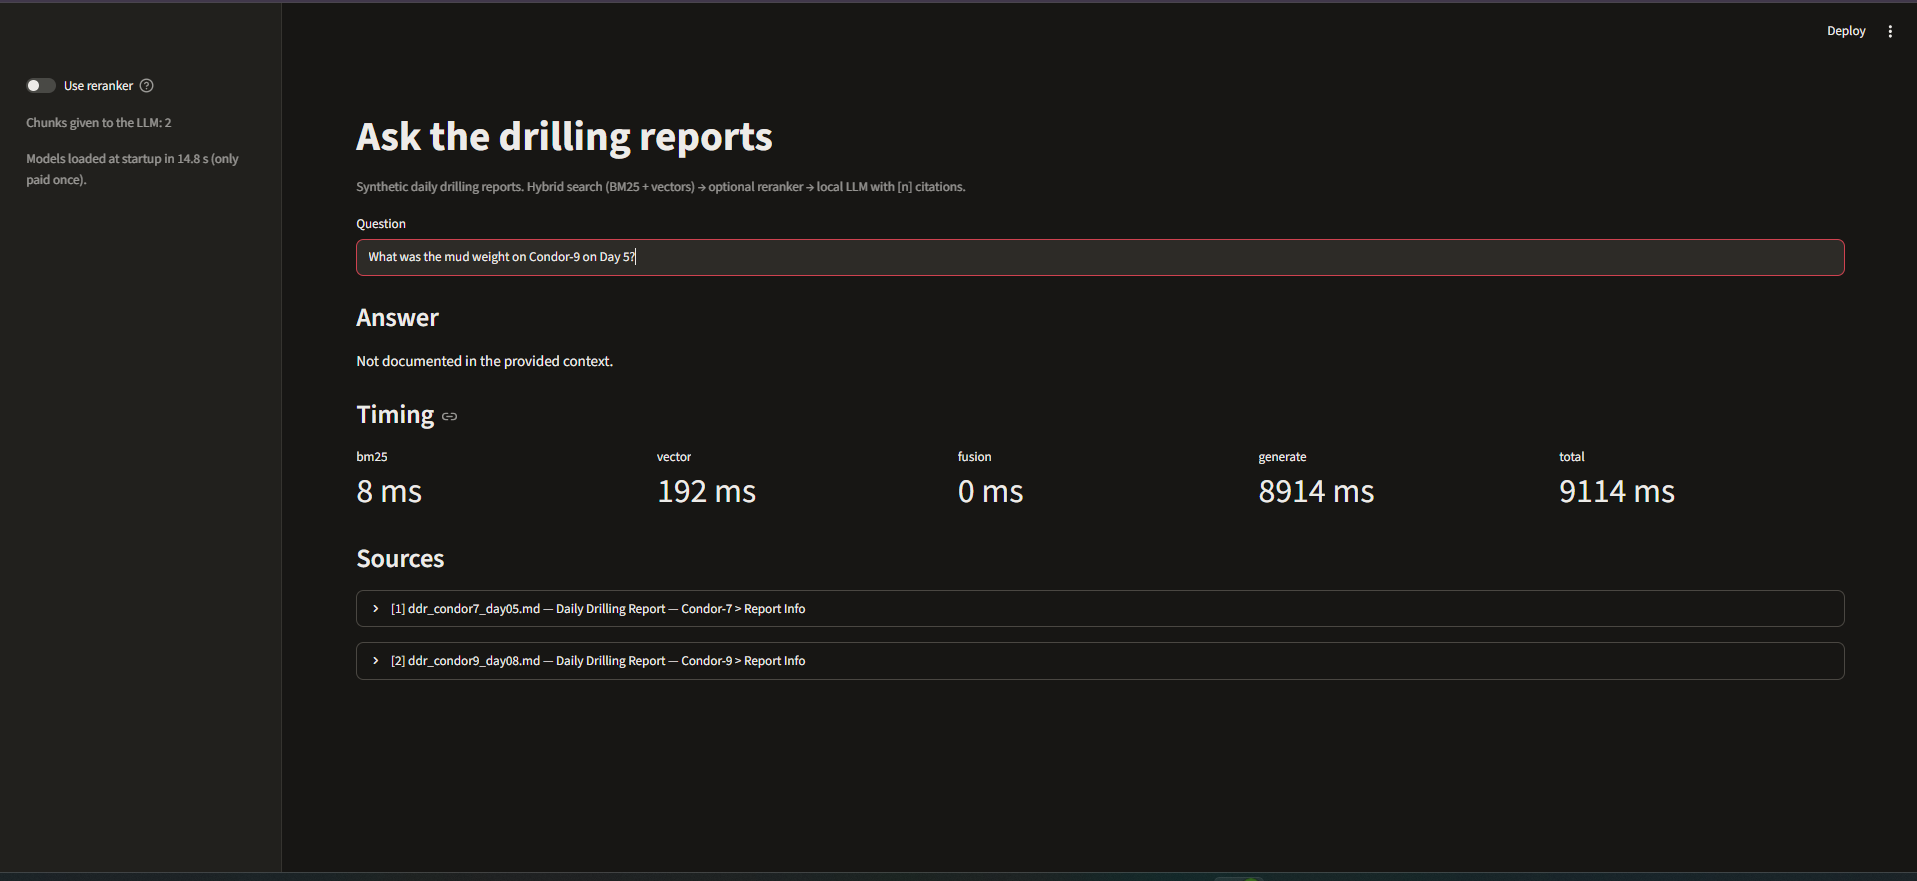 Deploy
Use reranker
Chunks given to the LLM: 2
Models loaded at startup in 14.8 s (only
paid once).
Ask the drilling reports
Synthetic daily drilling reports. Hybrid search (BM25 + vectors) → optional reranker → local LLM with [n] citations.
Question
What was the mud weight on Condor-9 on Day 5?
Answer
Not documented in the provided context.
Timing
bm25 vector fusion generate total
8 ms 192 ms 0 ms 8914 ms 9114 ms
Sources
[1] ddr_condor7_day05.md — Daily Drilling Report — Condor-7 > Report Info
[2] ddr_condor9_day08.md — Daily Drilling Report — Condor-9 > Report Info